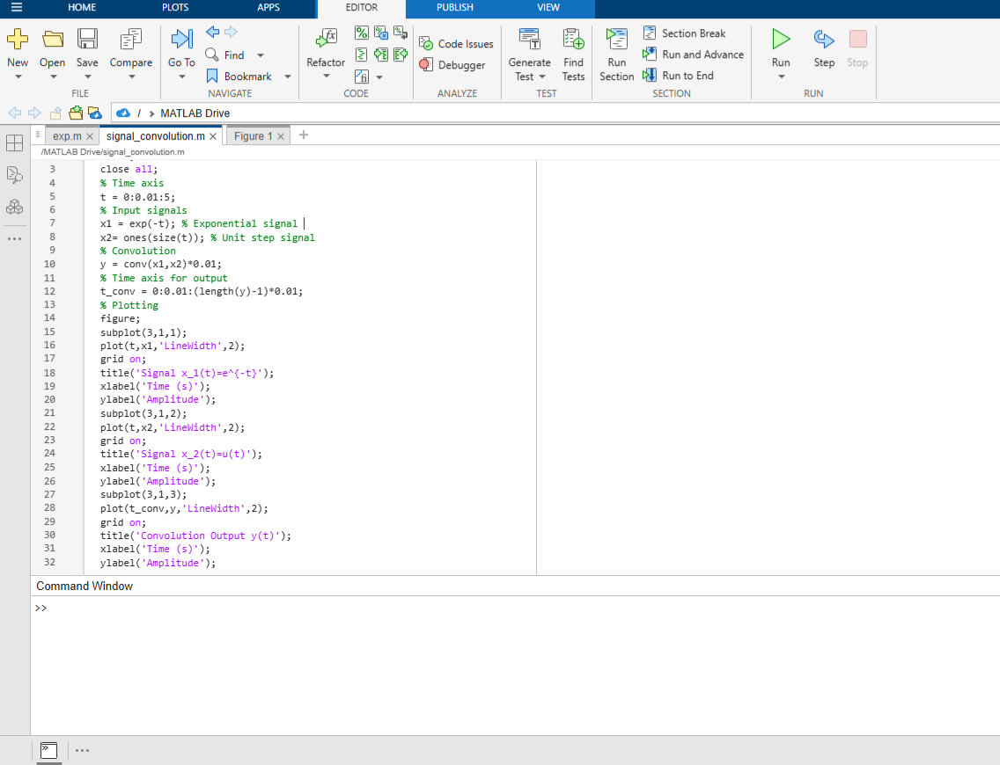 HOME PLOTS APPS EDITOR PUBLISH VIEW
New Open Save Compare Go To Find Bookmark Refactor Code Issues Debugger Generate Test Find Tests Run Section Section Break Run and Advance Run to End Run Step Stop
FILE NAVIGATE CODE ANALYZE TEST SECTION RUN
/ MATLAB Drive
exp.m signal_convolution.m Figure 1
/MATLAB Drive/signal_convolution.m
3 close all;
4 % Time axis
5 t = 0:0.01:5;
6 % Input signals
7 x1 = exp(-t); % Exponential signal
8 x2= ones(size(t)); % Unit step signal
9 % Convolution
10 y = conv(x1,x2)*0.01;
11 % Time axis for output
12 t_conv = 0:0.01:(length(y)-1)*0.01;
13 % Plotting
14 figure;
15 subplot(3,1,1);
16 plot(t,x1,'LineWidth',2);
17 grid on;
18 title('Signal x_1(t)=e^{-t}');
19 xlabel('Time (s)');
20 ylabel('Amplitude');
21 subplot(3,1,2);
22 plot(t,x2,'LineWidth',2);
23 grid on;
24 title('Signal x_2(t)=u(t)');
25 xlabel('Time (s)');
26 ylabel('Amplitude');
27 subplot(3,1,3);
28 plot(t_conv,y,'LineWidth',2);
29 grid on;
30 title('Convolution Output y(t)');
31 xlabel('Time (s)');
32 ylabel('Amplitude');
Command Window
>>